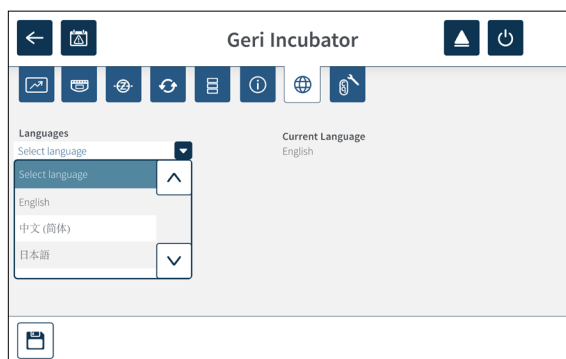 Geri Incubator
Languages
Select language
Current Language
English
Select language
English
中文 (简体)
日本語